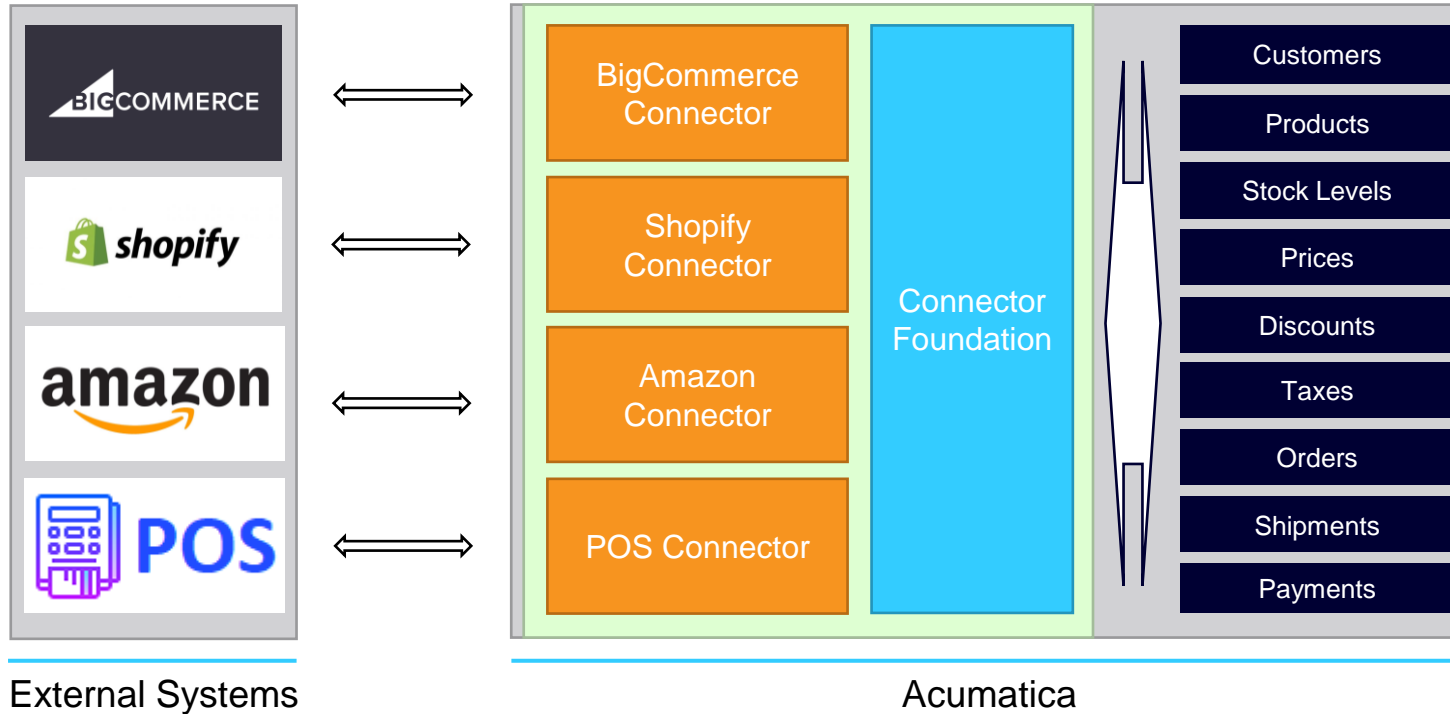 BIGCOMMERCE
shopify
amazon
POS
External Systems
BigCommerce
Connector
Shopify
Connector
Amazon
Connector
POS Connector
Connector
Foundation
Customers
Products
Stock Levels
Prices
Discounts
Taxes
Orders
Shipments
Payments
Acumatica